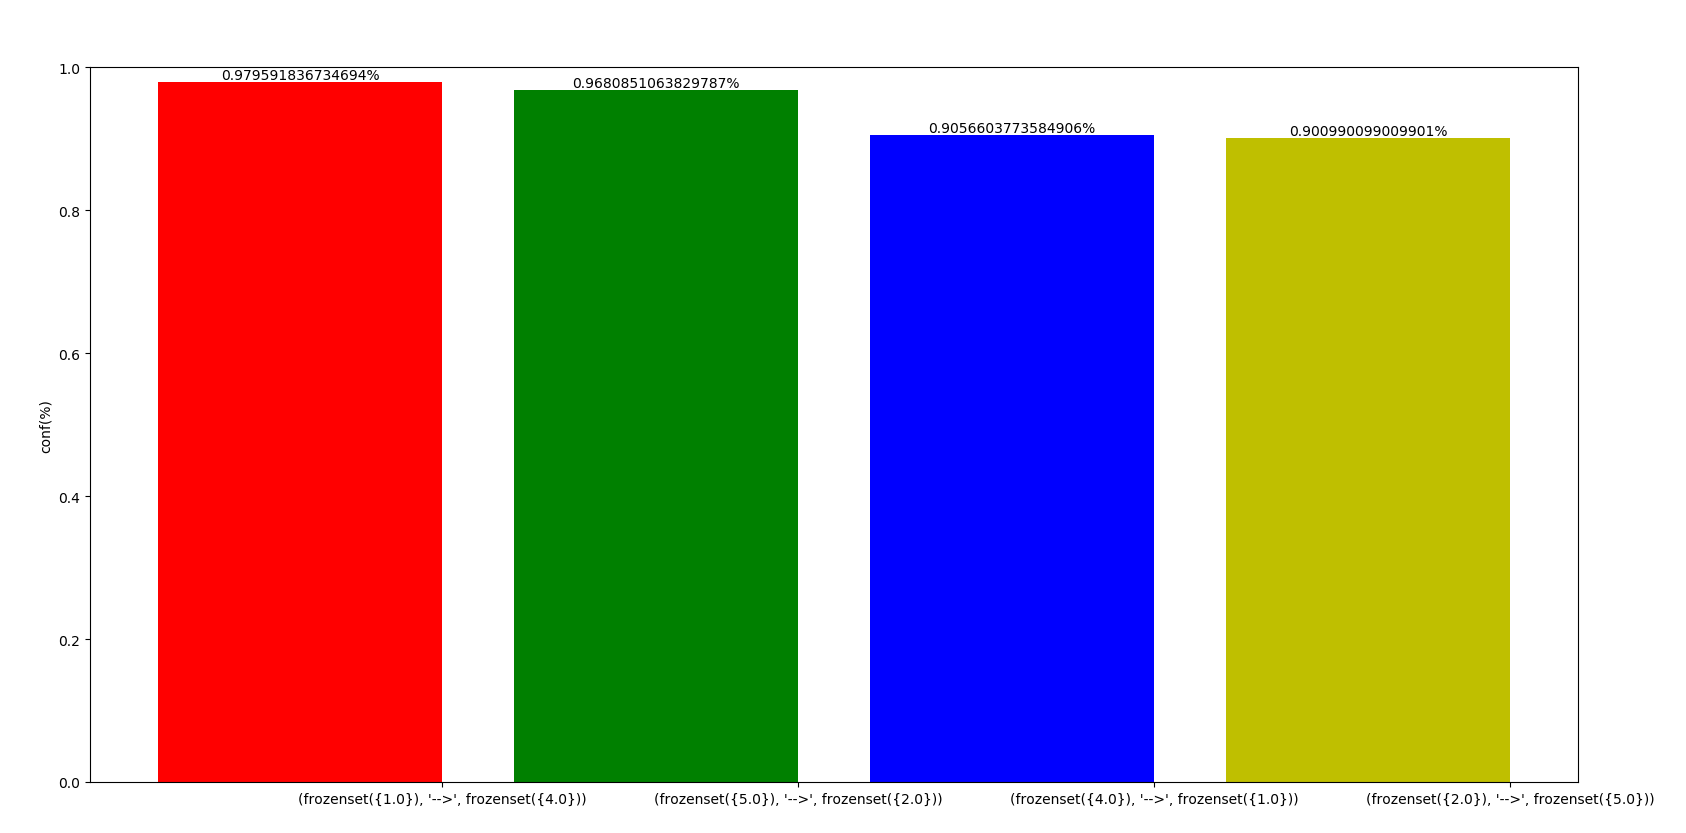 0.979591836734694%
0.9680851063829787%
0.9056603773584906%
0.900990099009901%
1.0
0.8
0.6
0.4
0.2
0.0
conf(%)
(frozenset({1.0}), '-->', frozenset({4.0}))
(frozenset({5.0}), '-->', frozenset({2.0}))
(frozenset({4.0}), '-->', frozenset({1.0}))
(frozenset({2.0}), '-->', frozenset({5.0}))